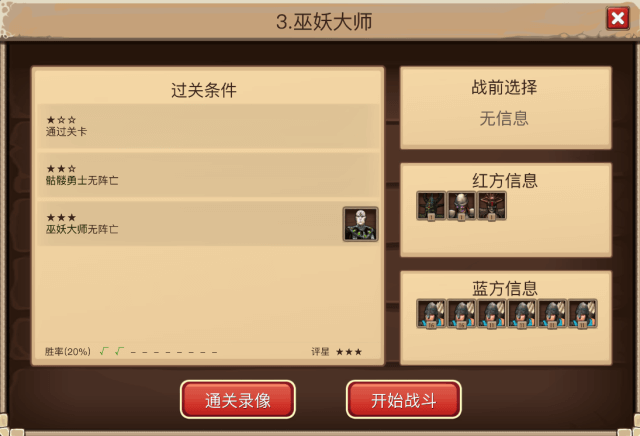 3.巫妖大师
过关条件
★☆☆
通过关卡
★★☆
骷髅勇士无阵亡
★★★
巫妖大师无阵亡
胜率(20%) √ √ - - - - - - - -
评星 ★★★
战前选择
无信息
红方信息
1 1
蓝方信息
通关录像
开始战斗